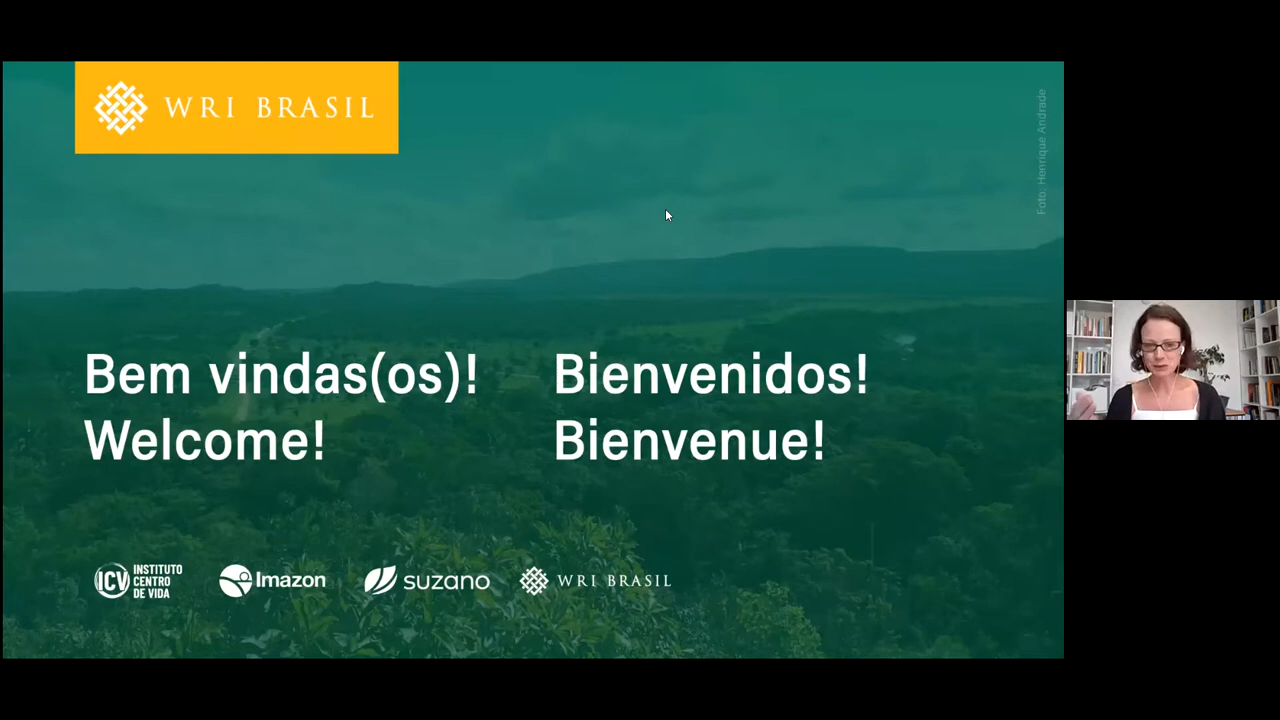 WRI BRASIL
Foto: Henrique Andrade
Bem vindas(os)!
Welcome!
Bienvenidos!
Bienvenue!
ICV INSTITUTO
CENTRO
DE VIDA
Imazon
suzano
WRI BRASIL